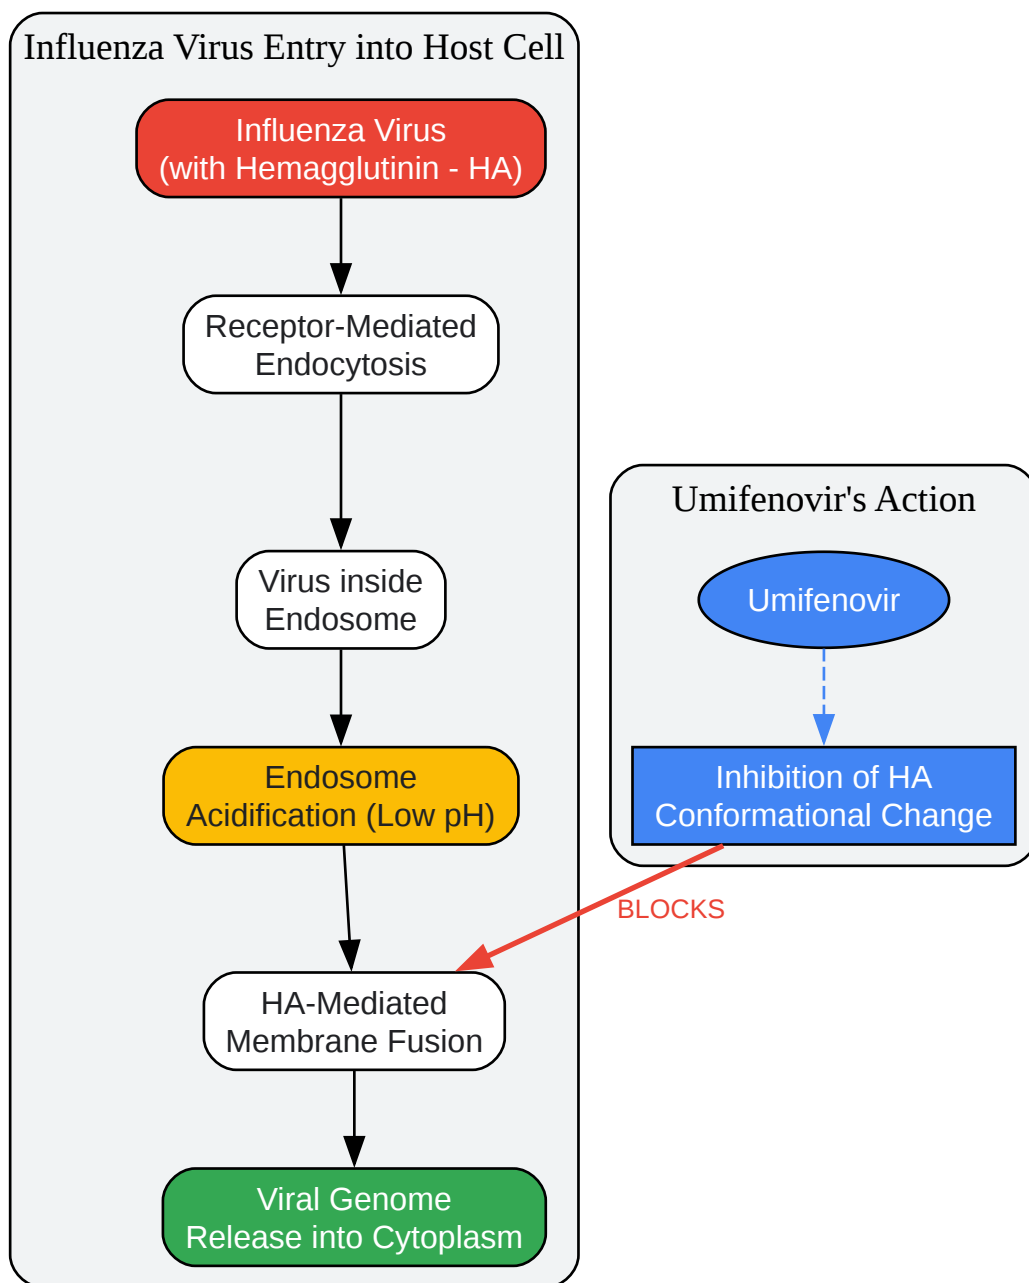 Influenza Virus Entry into Host Cell
Influenza Virus
(with Hemagglutinin - HA)
Receptor-Mediated
Endocytosis
Virus inside
Endosome
Endosome
Acidification (Low pH)
HA-Mediated
Membrane Fusion
Viral Genome
Release into Cytoplasm
Umifenovir's Action
Umifenovir
Inhibition of HA
Conformational Change
BLOCKS